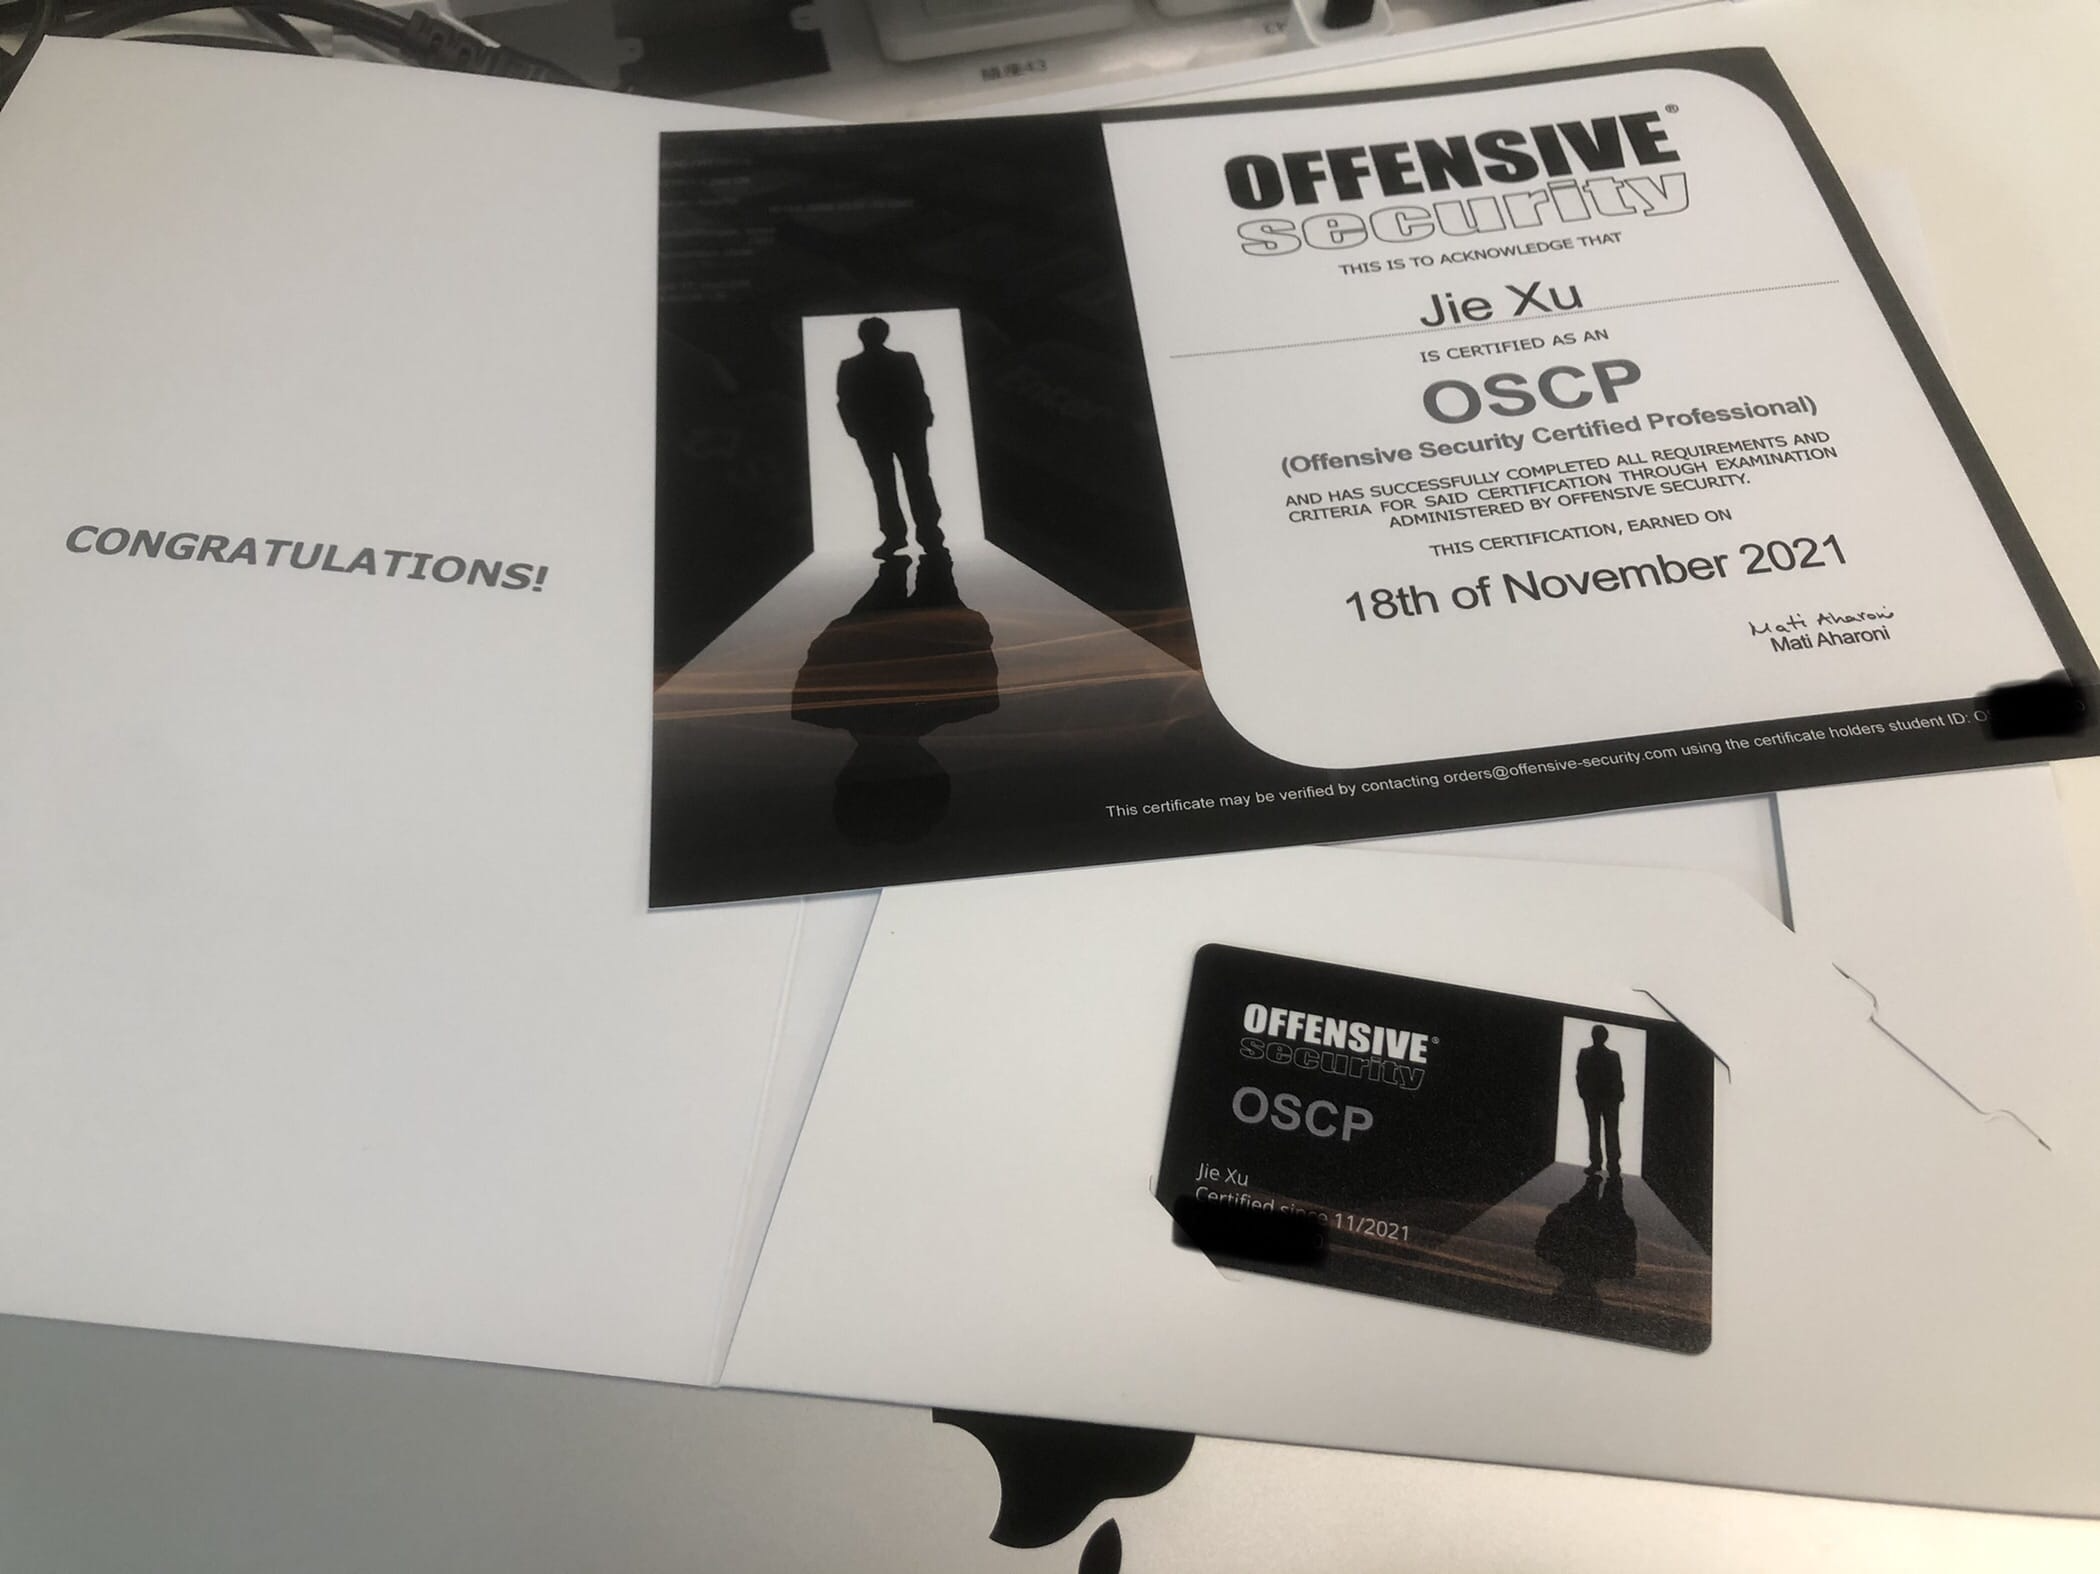 CONGRATULATIONS!
OFFENSIVE®
security
THIS IS TO ACKNOWLEDGE THAT
Jie Xu
IS CERTIFIED AS AN
OSCP
(Offensive Security Certified Professional)
AND HAS SUCCESSFULLY COMPLETED ALL REQUIREMENTS AND
CRITERIA FOR SAID CERTIFICATION THROUGH EXAMINATION
ADMINISTERED BY OFFENSIVE SECURITY.
THIS CERTIFICATION, EARNED ON
18th of November 2021
Mati Aharoni
Mati Aharoni
This certificate may be verified by contacting orders@offensive-security.com using the certificate holders student ID:
OFFENSIVE®
security
OSCP
Jie Xu
Certified since 11/2021